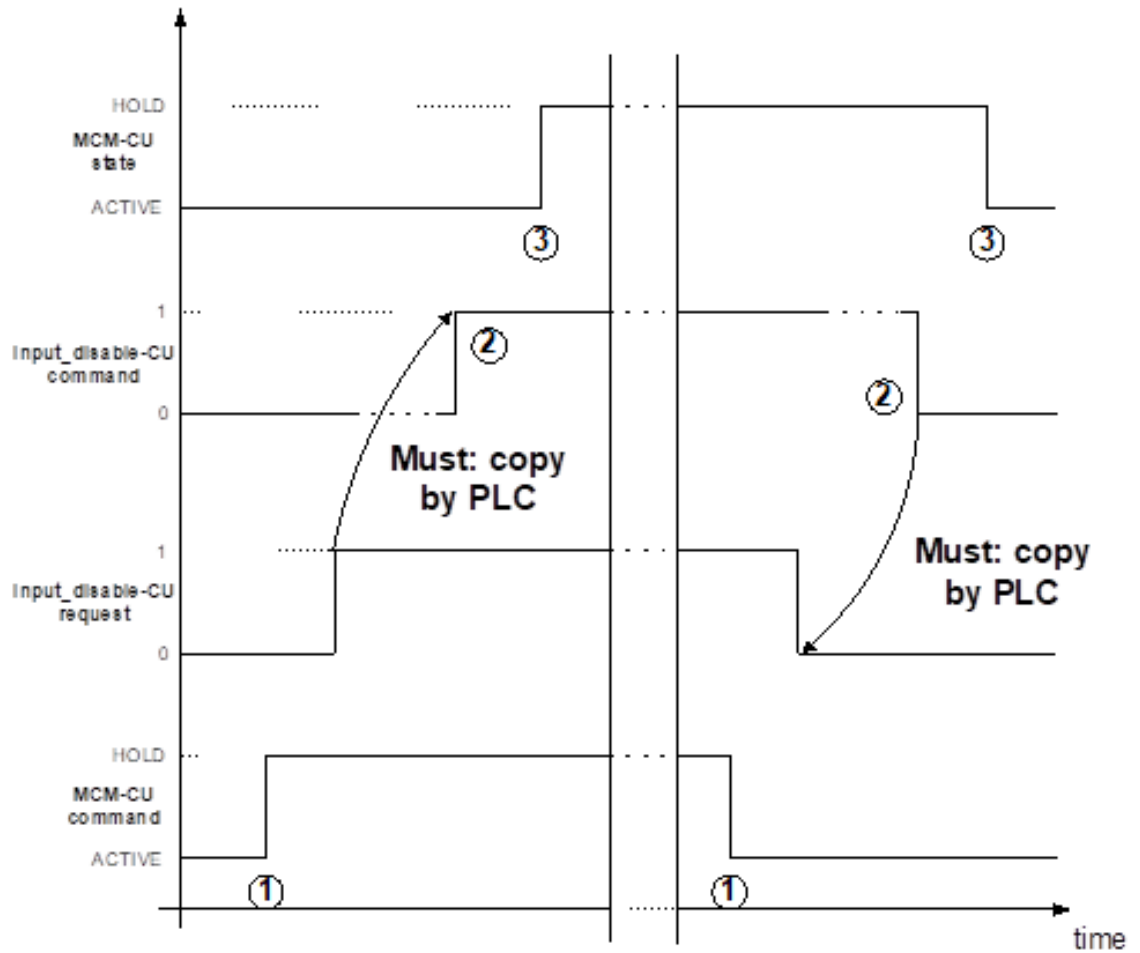 HOLD
MCM-CU
state
ACTIVE
3
3
1
Input_disable-CU
command
0
2
2
Must: copy
by PLC
1
Input_disable-CU
request
0
Must: copy
by PLC
HOLD
MCM-CU
command
ACTIVE
1
1
time